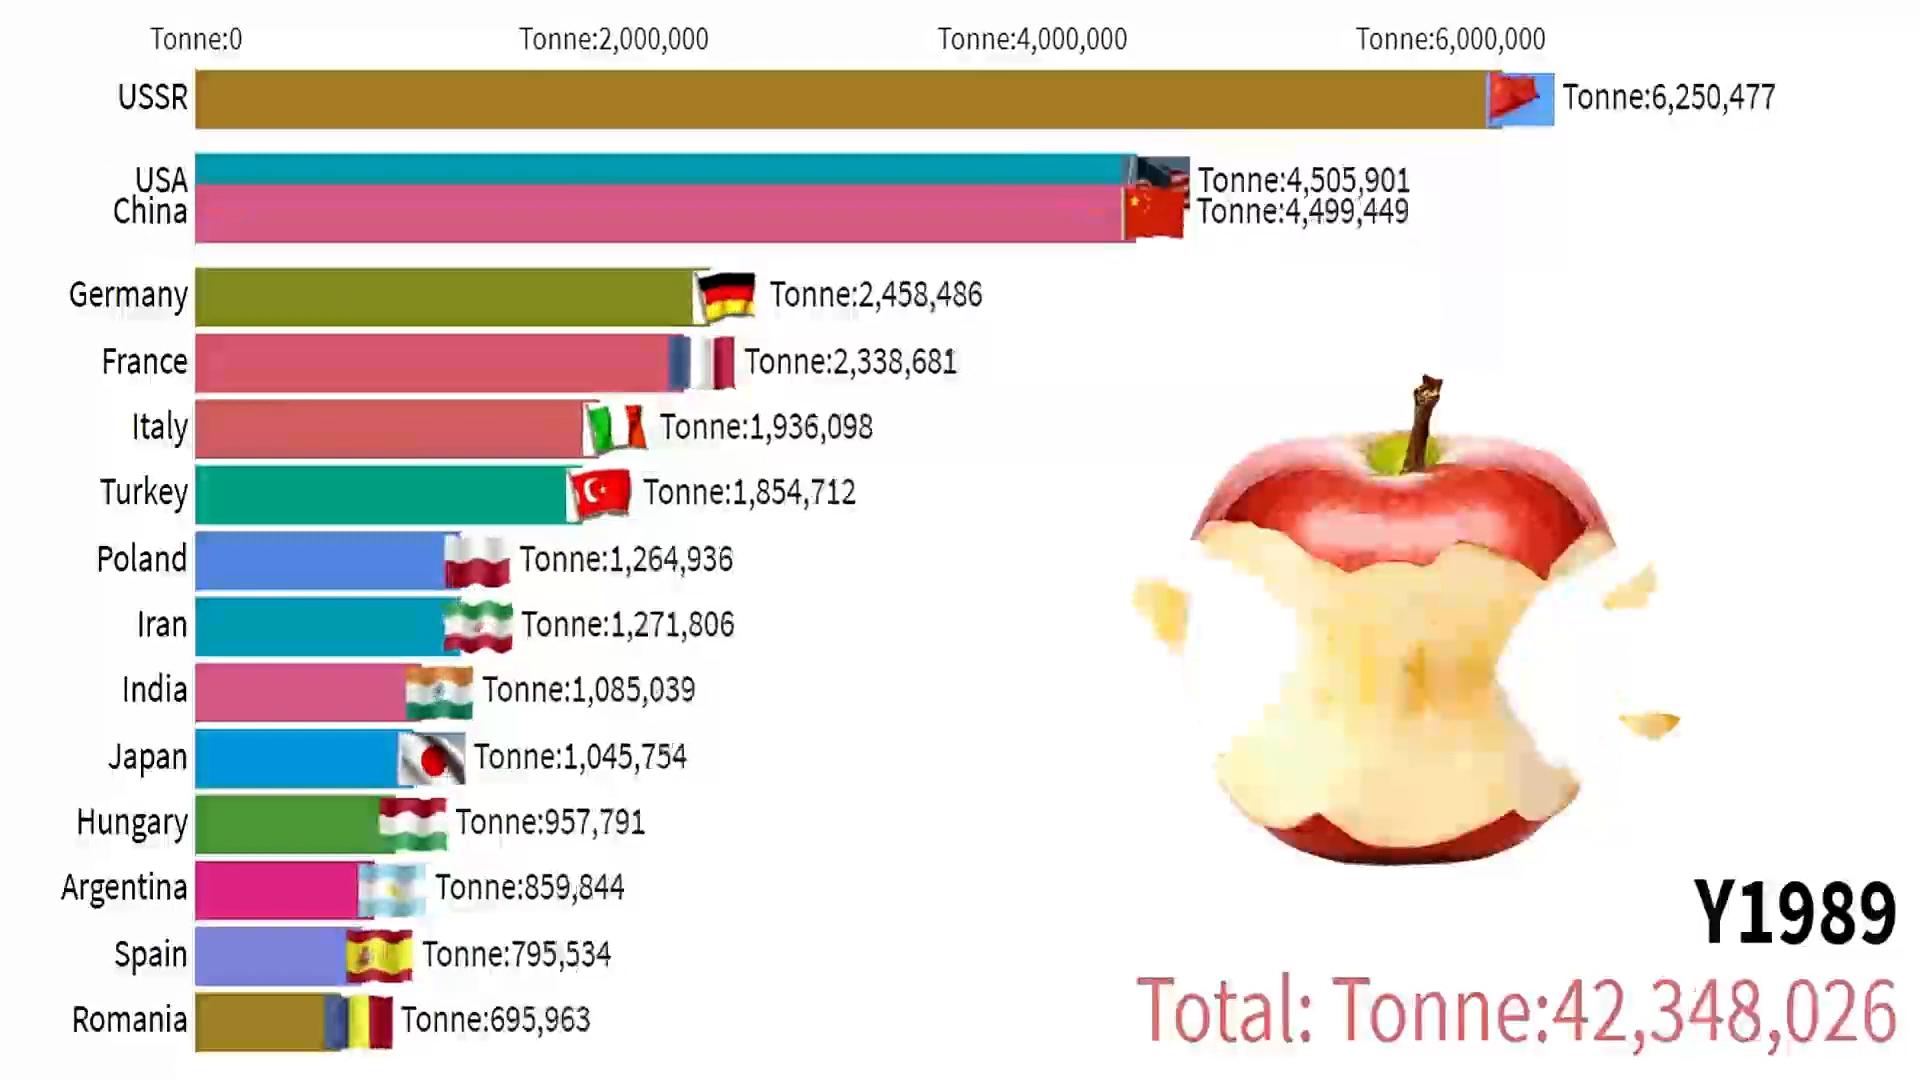 Tonne:0 Tonne:2,000,000 Tonne:4,000,000 Tonne:6,000,000
USSR Tonne:6,250,477
USA Tonne:4,505,901
China Tonne:4,499,449
Germany Tonne:2,458,486
France Tonne:2,338,681
Italy Tonne:1,936,098
Turkey Tonne:1,854,712
Poland Tonne:1,264,936
Iran Tonne:1,271,806
India Tonne:1,085,039
Japan Tonne:1,045,754
Hungary Tonne:957,791
Argentina Tonne:859,844
Spain Tonne:795,534
Romania Tonne:695,963
Y1989
Total: Tonne:42,348,026